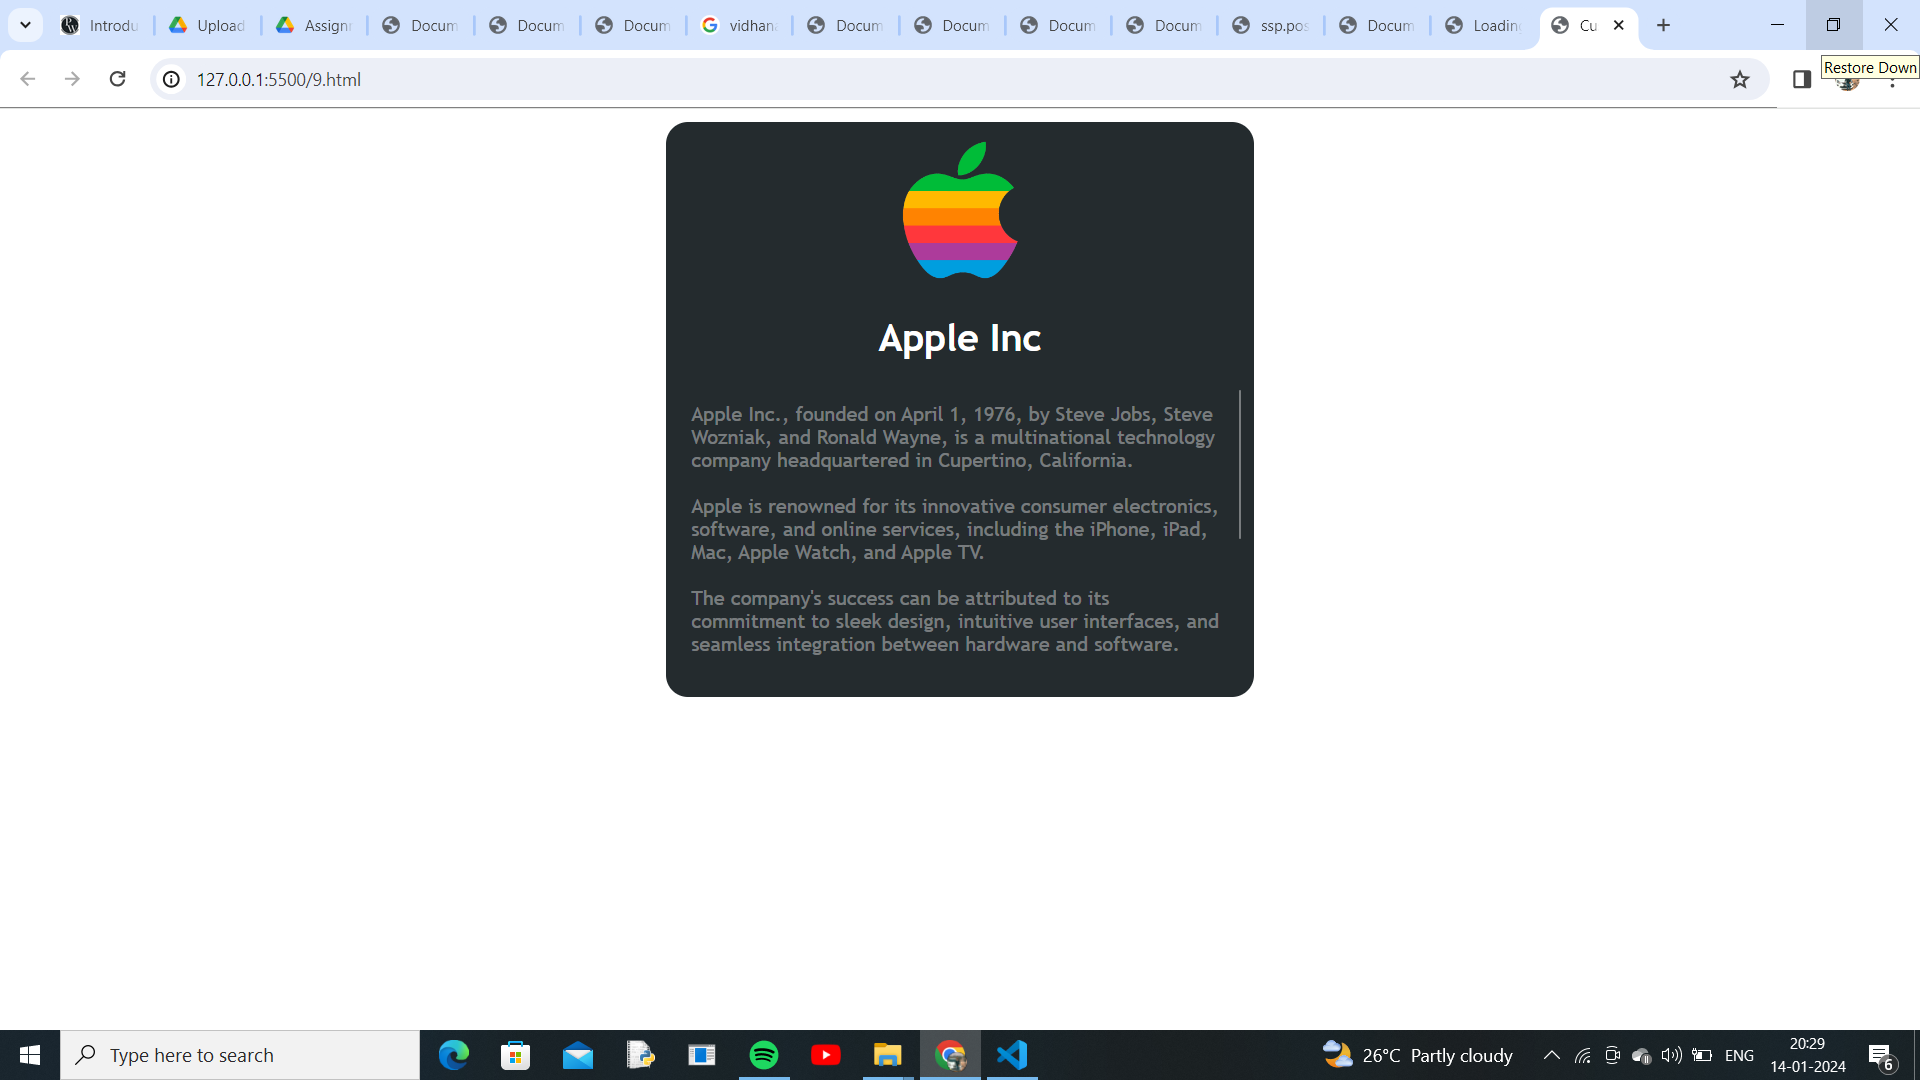 Introdu
Upload
Assignr
Docum
Docum
Docum
vidhana
Docum
Docum
Docum
Docum
ssp.pos
Docum
Loading
Cu
127.0.0.1:5500/9.html
Restore Down
Apple Inc
Apple Inc., founded on April 1, 1976, by Steve Jobs, Steve
Wozniak, and Ronald Wayne, is a multinational technology
company headquartered in Cupertino, California.
Apple is renowned for its innovative consumer electronics,
software, and online services, including the iPhone, iPad,
Mac, Apple Watch, and Apple TV.
The company's success can be attributed to its
commitment to sleek design, intuitive user interfaces, and
seamless integration between hardware and software.
Type here to search
26°C Partly cloudy
ENG
20:29
14-01-2024
6